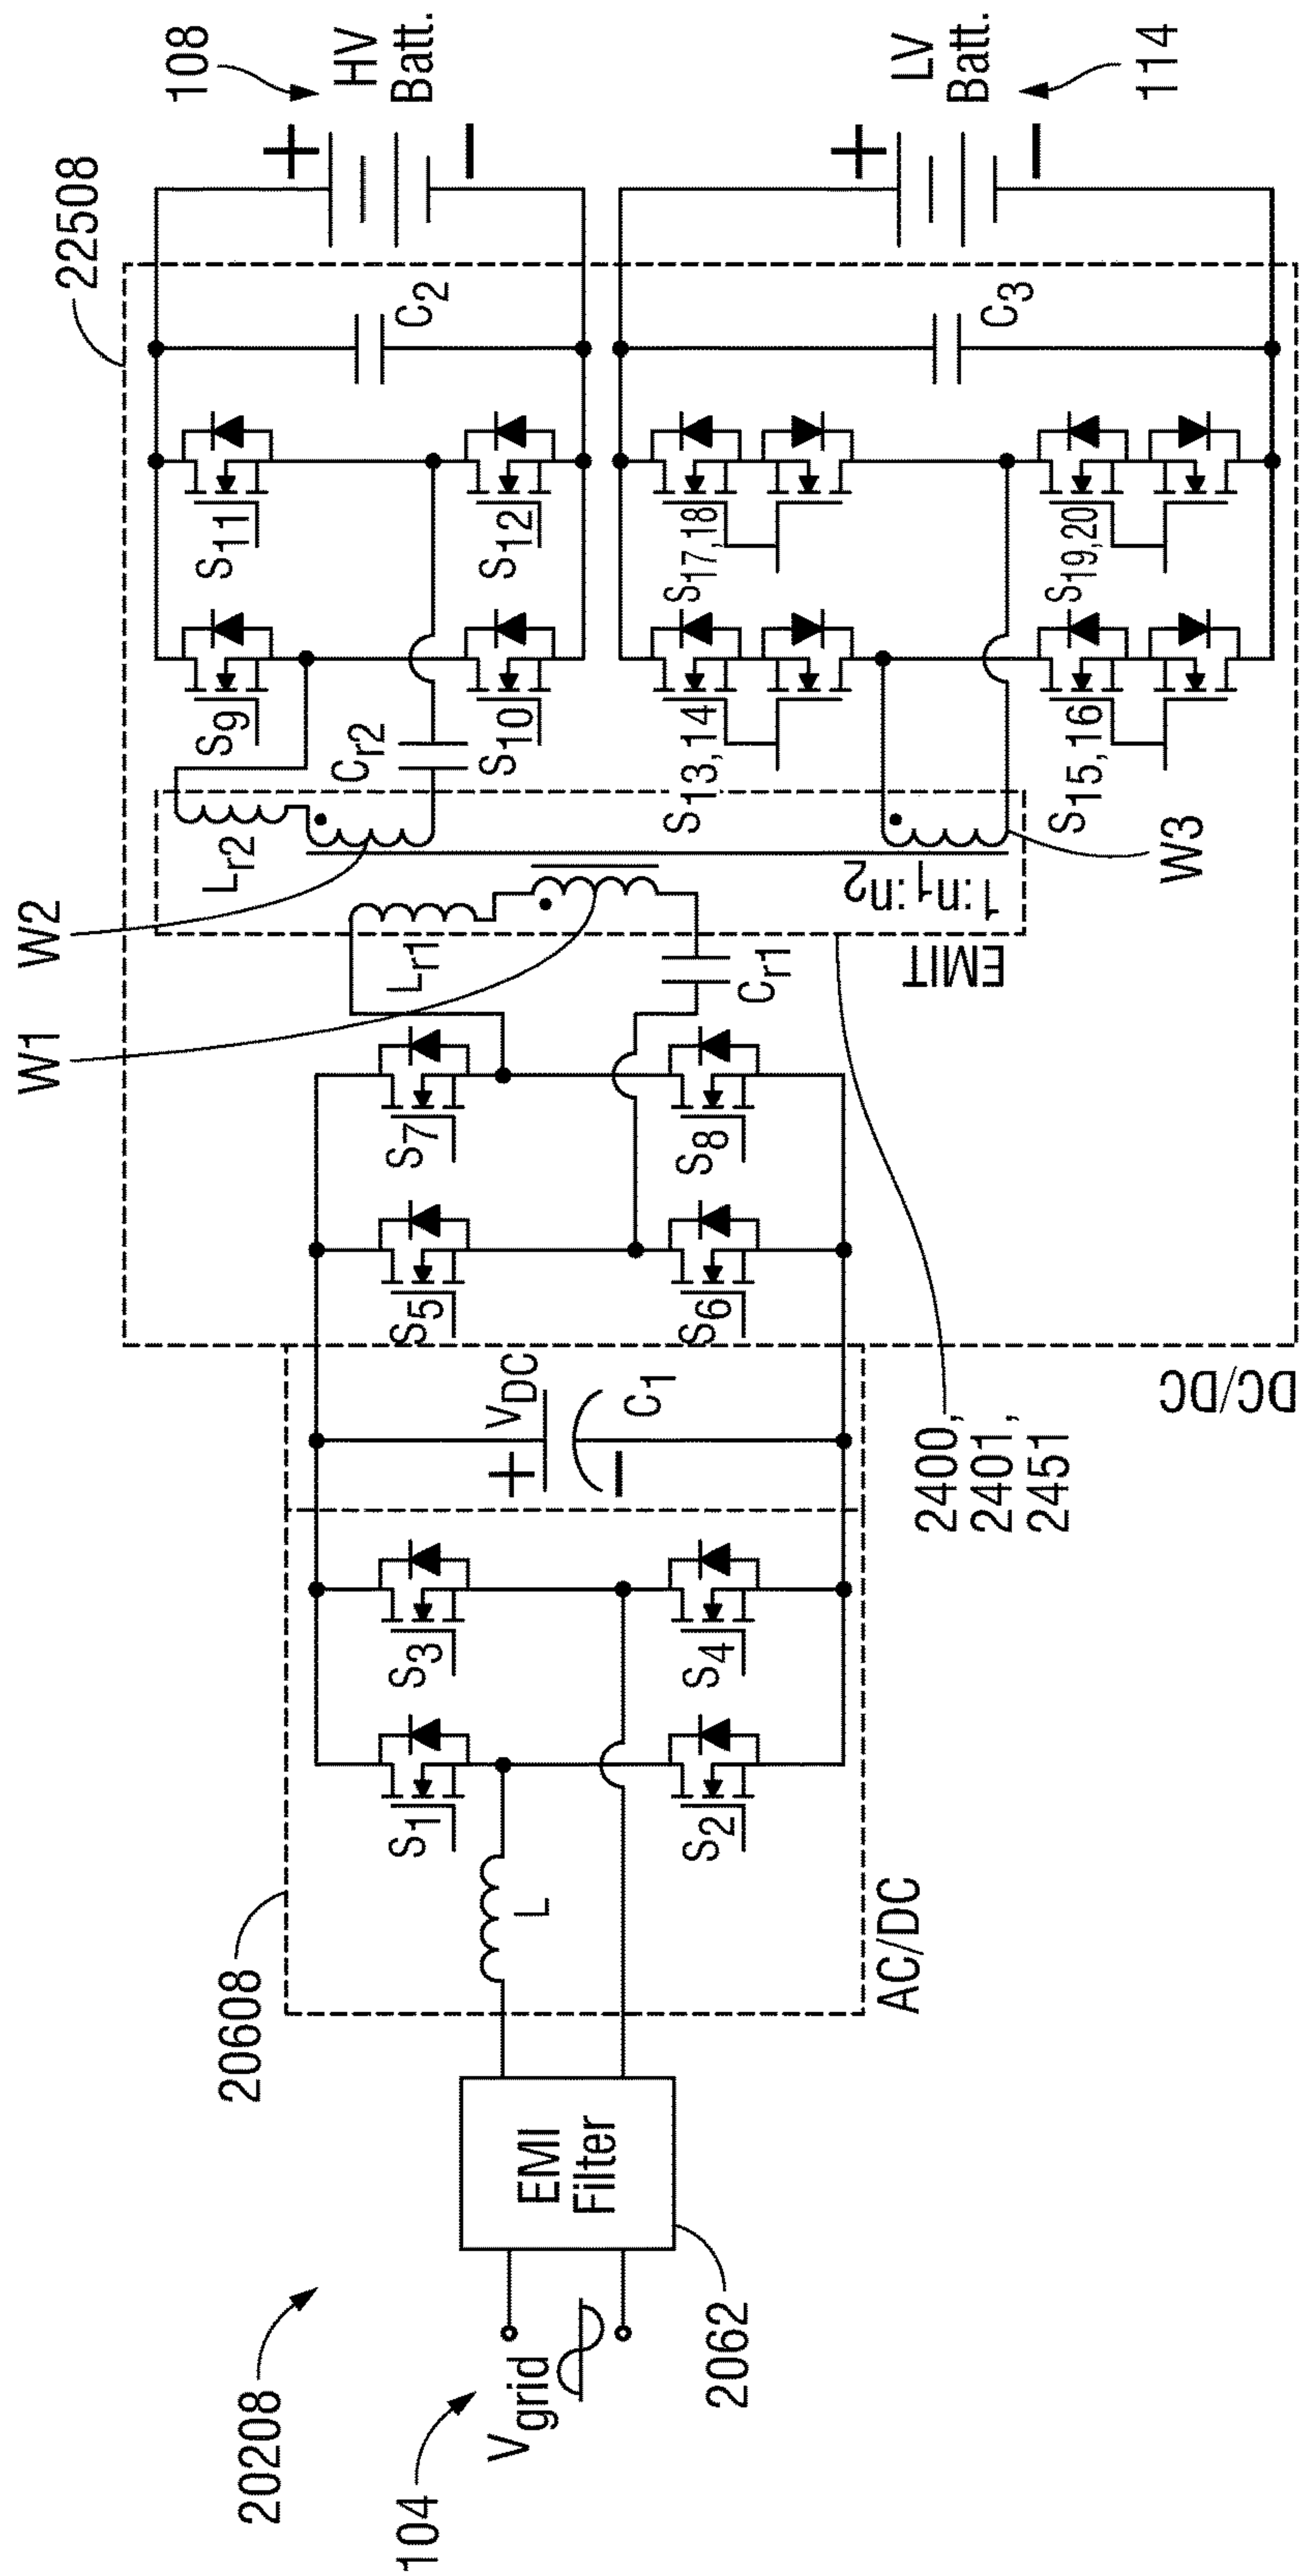 20208
104
Vgrid
EMI
Filter
2062
20608
AC/DC
L
S1
S2
S3
S4
VDC
+
−
C1
22508
DC/DC
S5
S6
S7
S8
W1
W2
Lr1
Cr1
EMIT
1:n1:n2
2400,
2401,
2451
Lr2
Cr2
W3
S9
S10
S11
S12
C2
S13,14
S15,16
S17,18
S19,20
C3
108
HV
Batt.
+
−
LV
Batt.
+
−
114